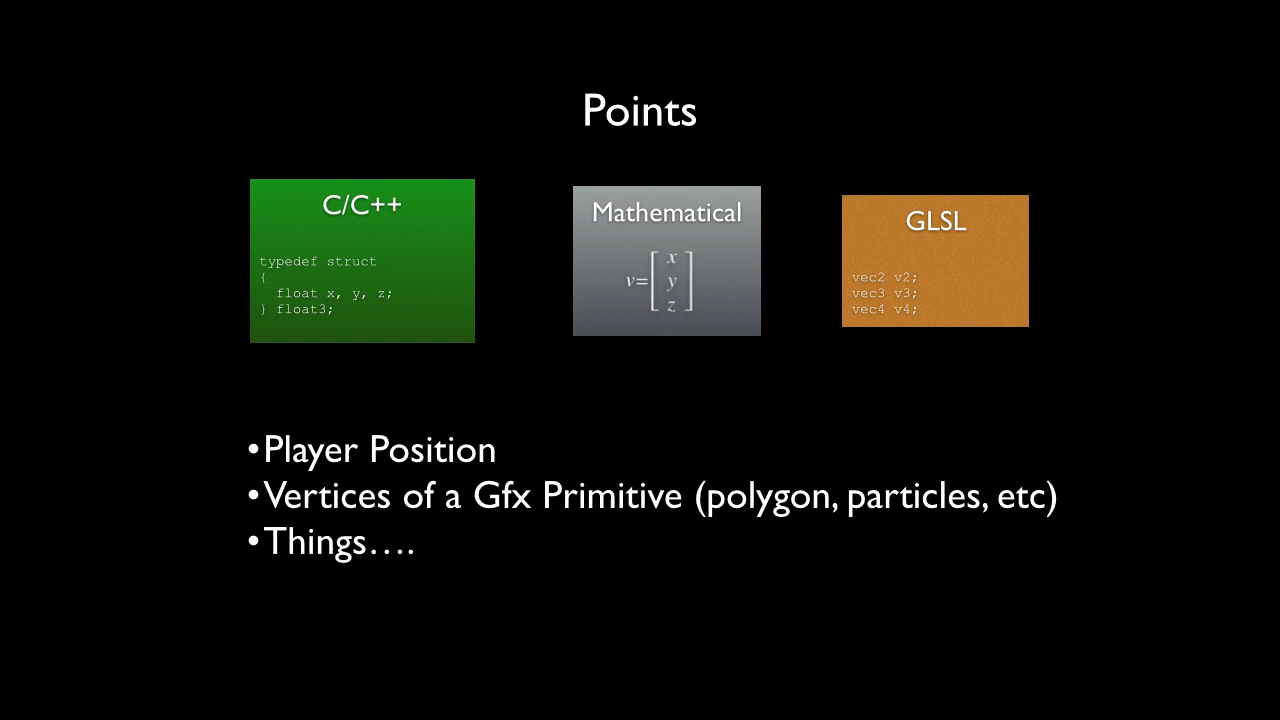 Points
C/C++
typedef struct
{
  float x, y, z;
} float3;
Mathematical
v=[x
y
z]
GLSL
vec2 v2;
vec3 v3;
vec4 v4;
•Player Position
•Vertices of a Gfx Primitive (polygon, particles, etc)
•Things….